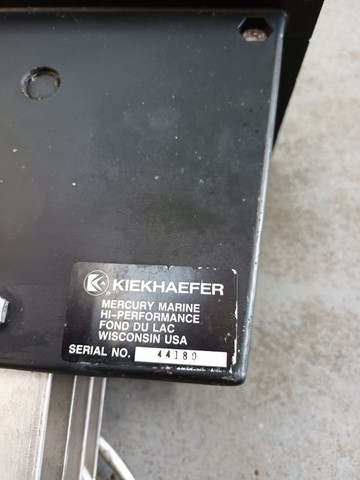 KIEKHAEFER
MERCURY MARINE
HI-PERFORMANCE
FOND DU LAC
WISCONSIN USA
SERIAL NO. 44180